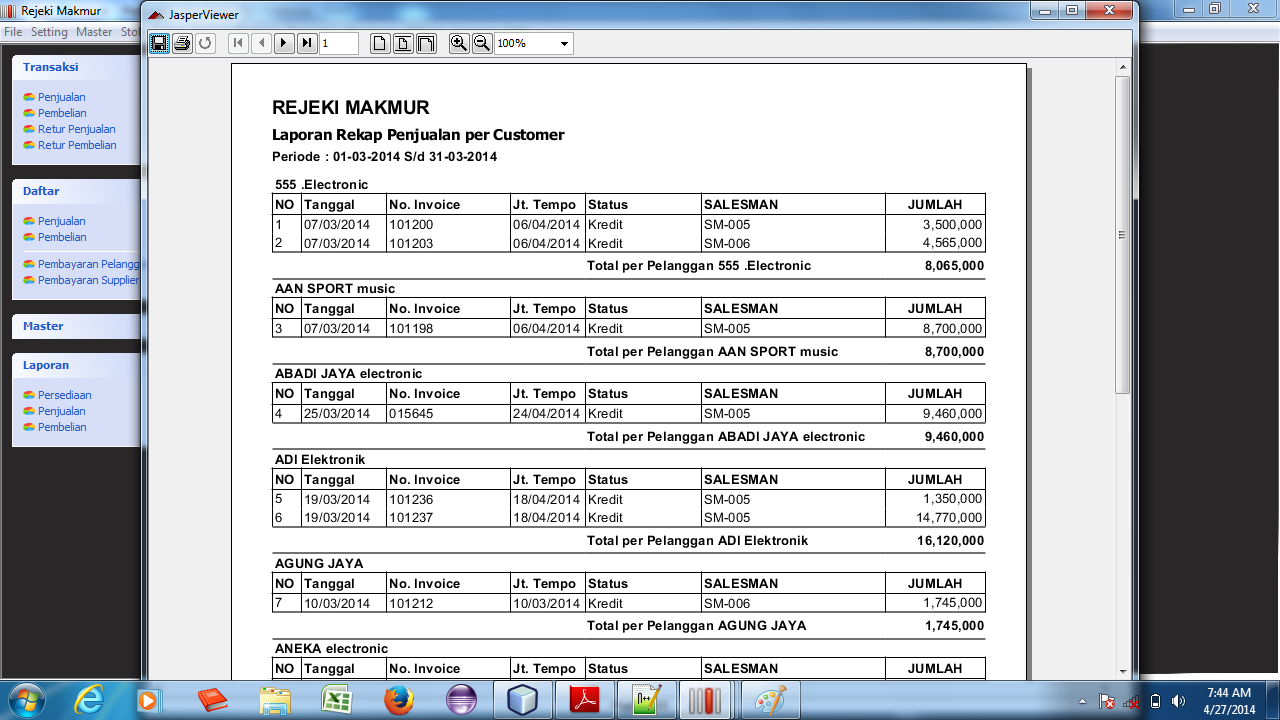 Rejeki Makmur
JasperViewer
File Setting Master Sto
1
100%
Transaksi
Penjualan
Pembelian
Retur Penjualan
Retur Pembelian
Daftar
Penjualan
Pembelian
Pembayaran Pelangg
Pembayaran Supplier
Master
Laporan
Persediaan
Penjualan
Pembelian
REJEKI MAKMUR
Laporan Rekap Penjualan per Customer
Periode : 01-03-2014 S/d 31-03-2014
555 .Electronic
NO Tanggal No. Invoice Jt. Tempo Status SALESMAN JUMLAH
1 07/03/2014 101200 06/04/2014 Kredit SM-005 3,500,000
2 07/03/2014 101203 06/04/2014 Kredit SM-006 4,565,000
Total per Pelanggan 555 .Electronic 8,065,000
AAN SPORT music
NO Tanggal No. Invoice Jt. Tempo Status SALESMAN JUMLAH
3 07/03/2014 101198 06/04/2014 Kredit SM-005 8,700,000
Total per Pelanggan AAN SPORT music 8,700,000
ABADI JAYA electronic
NO Tanggal No. Invoice Jt. Tempo Status SALESMAN JUMLAH
4 25/03/2014 015645 24/04/2014 Kredit SM-005 9,460,000
Total per Pelanggan ABADI JAYA electronic 9,460,000
ADI Elektronik
NO Tanggal No. Invoice Jt. Tempo Status SALESMAN JUMLAH
5 19/03/2014 101236 18/04/2014 Kredit SM-005 1,350,000
6 19/03/2014 101237 18/04/2014 Kredit SM-005 14,770,000
Total per Pelanggan ADI Elektronik 16,120,000
AGUNG JAYA
NO Tanggal No. Invoice Jt. Tempo Status SALESMAN JUMLAH
7 10/03/2014 101212 10/03/2014 Kredit SM-006 1,745,000
Total per Pelanggan AGUNG JAYA 1,745,000
ANEKA electronic
NO Tanggal No. Invoice Jt. Tempo Status SALESMAN JUMLAH
7:44 AM
4/27/2014